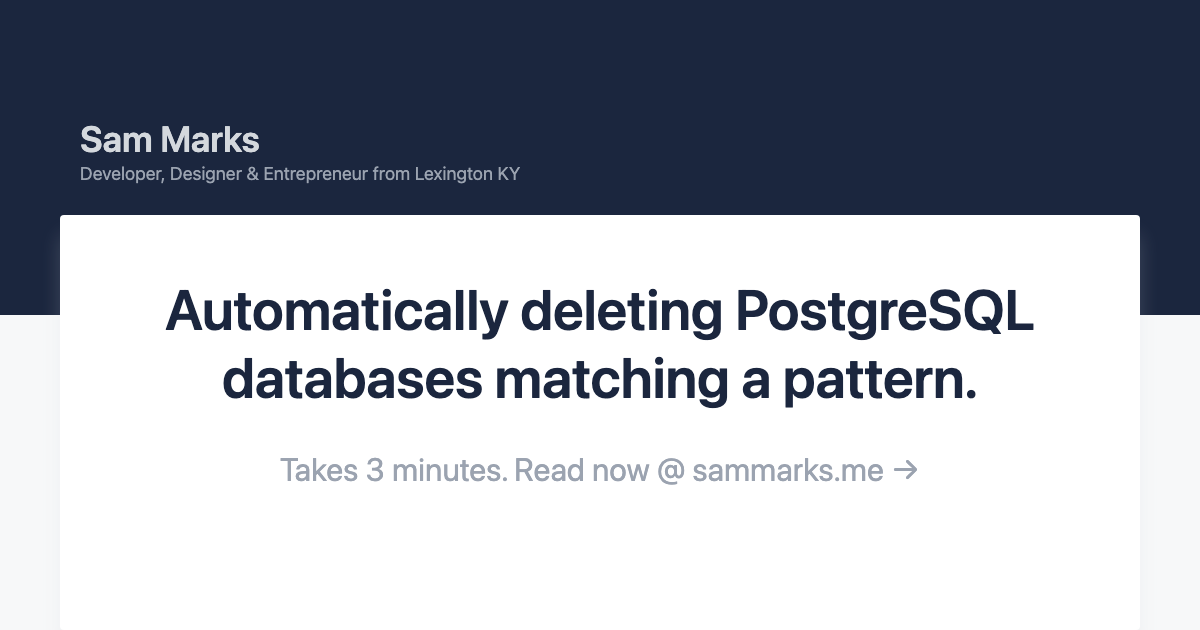 Sam Marks
Developer, Designer & Entrepreneur from Lexington KY
Automatically deleting PostgreSQL
databases matching a pattern.
Takes 3 minutes. Read now @ sammarks.me →